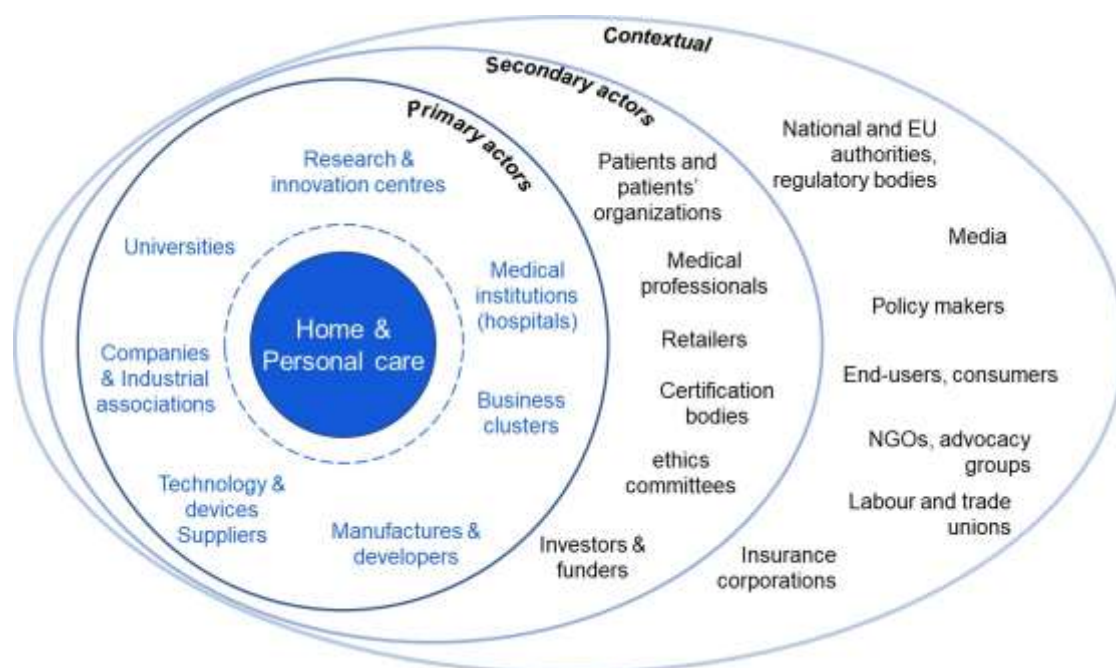 Contextual
Secondary actors
Primary actors
Research &
innovation centres
Universities
Medical
institutions
(hospitals)
Home &
Personal care
Companies
& Industrial
associations
Business
clusters
Technology &
devices
Suppliers
Manufactures &
developers
Patients and
patients'
organizations
Medical
professionals
Retailers
Certification
bodies
ethics
committees
Investors &
funders
National and EU
authorities,
regulatory bodies
Media
Policy makers
End-users, consumers
NGOs, advocacy
groups
Labour and trade
unions
Insurance
corporations